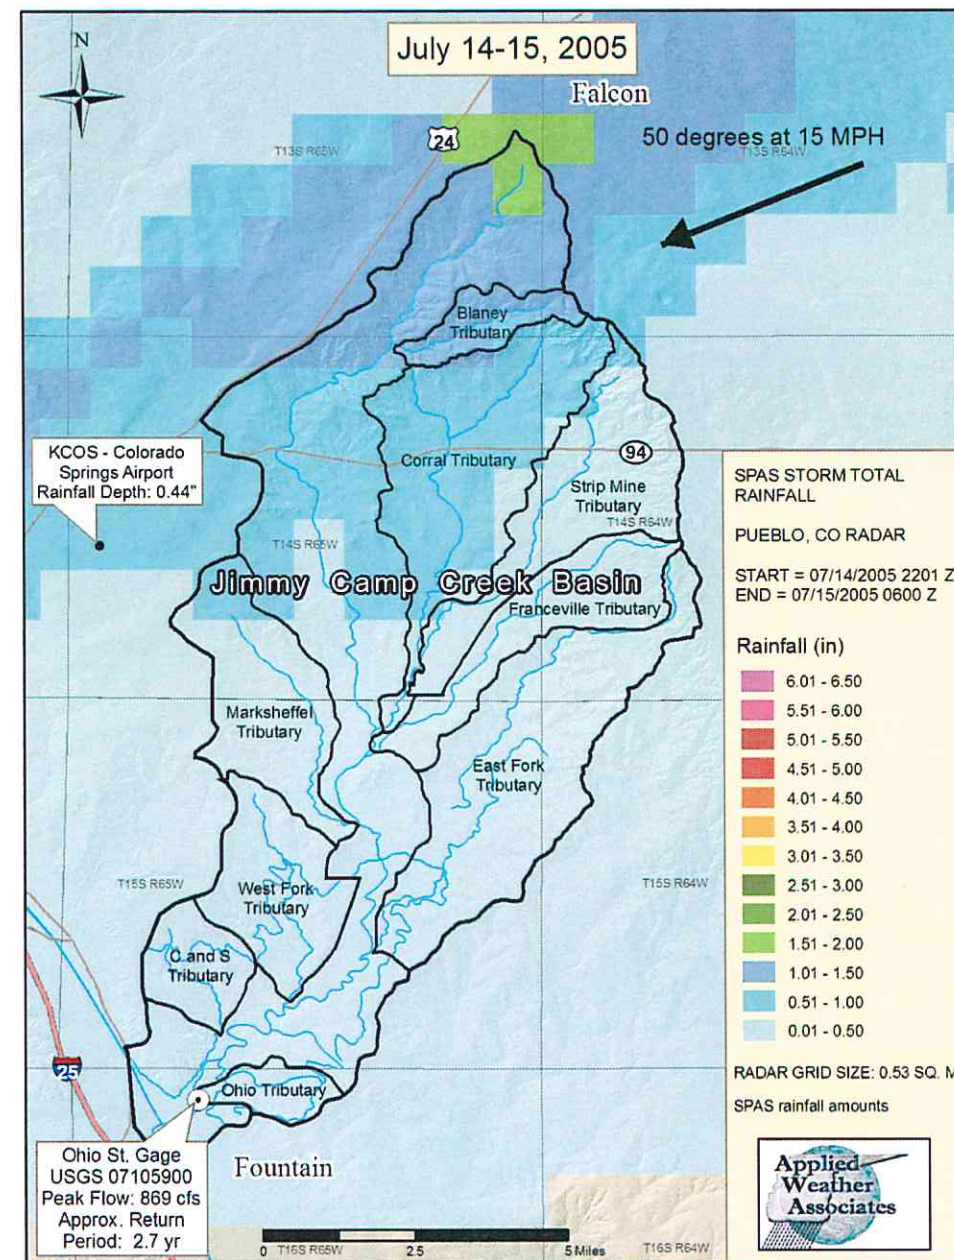 July 14-15, 2005
N
Falcon
24
T13S R65W
50 degrees at 15 MPH
T13S R64W
Blaney
Tributary
KCOS - Colorado
Springs Airport
Rainfall Depth: 0.44"
Corral Tributary
94
Strip Mine
Tributary
T14S R65W
T14S R64W
Jimmy Camp Creek Basin
Franceville Tributary
Marksheffel
Tributary
East Fork
Tributary
T15S R65W
T15S R64W
West Fork
Tributary
C and S
Tributary
25
Ohio Tributary
Ohio St. Gage
USGS 07105900
Peak Flow: 869 cfs
Approx. Return
Period: 2.7 yr
Fountain
0 2.5 5 Miles
T16S R65W
T16S R64W
SPAS STORM TOTAL
RAINFALL
PUEBLO, CO RADAR
START = 07/14/2005 2201 Z
END = 07/15/2005 0600 Z
Rainfall (in)
6.01 - 6.50
5.51 - 6.00
5.01 - 5.50
4.51 - 5.00
4.01 - 4.50
3.51 - 4.00
3.01 - 3.50
2.51 - 3.00
2.01 - 2.50
1.51 - 2.00
1.01 - 1.50
0.51 - 1.00
0.01 - 0.50
RADAR GRID SIZE: 0.53 SQ. M
SPAS rainfall amounts
Applied
Weather
Associates